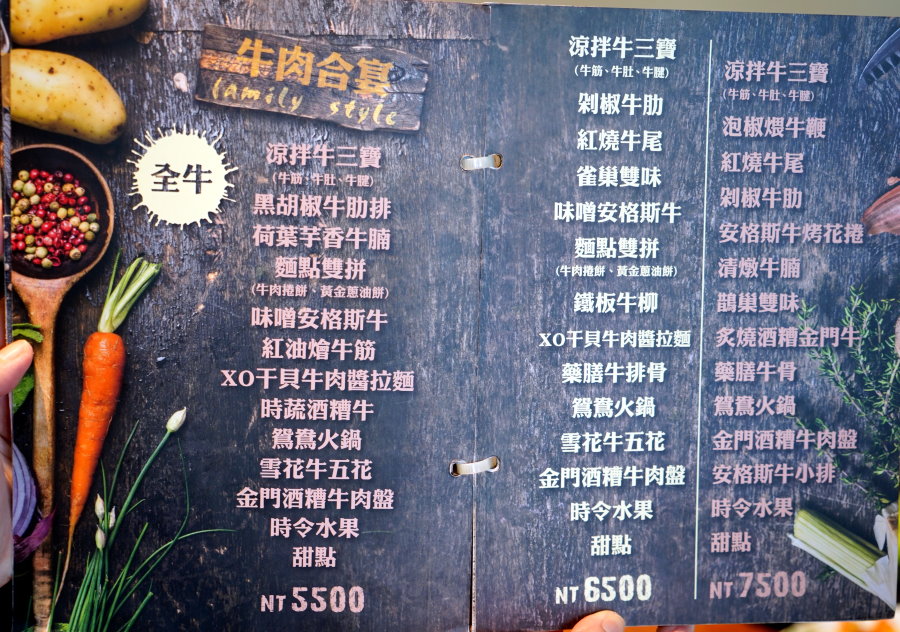 牛肉合宴
family style
全牛
涼拌牛三寶
(牛筋、牛肚、牛腱)
黑胡椒牛肋排
荷葉芋香牛腩
麵點雙拼
(牛肉捲餅、黃金蔥油餅)
味噌安格斯牛
紅油燴牛筋
XO干貝牛肉醬拉麵
時蔬酒糟牛
鴛鴦火鍋
雪花牛五花
金門酒糟牛肉盤
時令水果
甜點
NT 5500
涼拌牛三寶
(牛筋、牛肚、牛腱)
剁椒牛肋
紅燒牛尾
雀巢雙味
味噌安格斯牛
麵點雙拼
(牛肉捲餅、黃金蔥油餅)
鐵板牛柳
XO干貝牛肉醬拉麵
藥膳牛排骨
鴛鴦火鍋
雪花牛五花
金門酒糟牛肉盤
時令水果
甜點
NT 6500
涼拌牛三寶
(牛筋、牛肚、牛腱)
泡椒煨牛鞭
紅燒牛尾
剁椒牛肋
安格斯牛烤花捲
清燉牛腩
鵲巢雙味
炙燒酒糟金門牛
藥膳牛骨
鴛鴦火鍋
金門酒糟牛肉盤
安格斯牛小排
時令水果
甜點
NT 7500